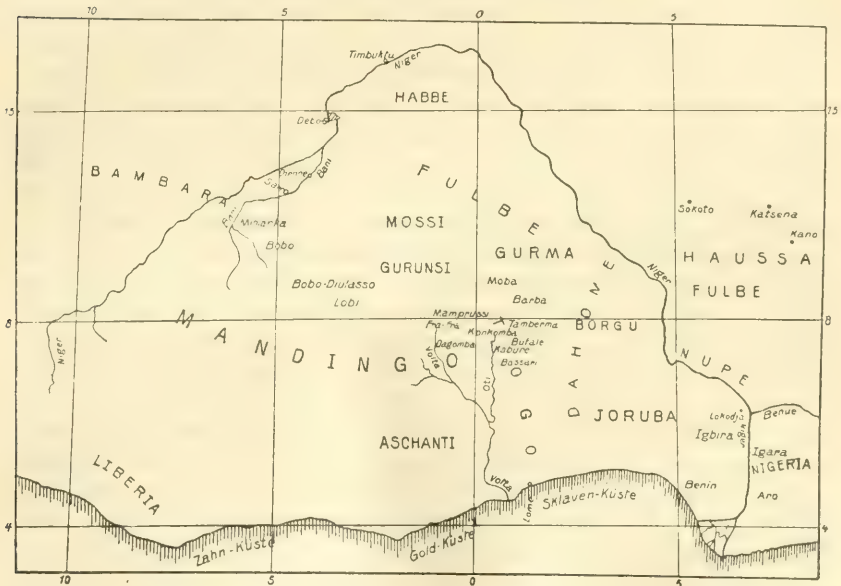 10
5
0
5
Timbuktu
Niger
HABBE
15
15
Debo
BAMBARA
Djenne
Bani
FULBE
Sokoto
Katsena
Kano
Minianka
Bobo
MOSSI
GURMA
HAUSSA
FULBE
GURUNSI
Moba
Niger
Bobo-Diulasso
Lobi
Barba
Mamprussi
8
8
MANDINGO
Fra-fra
Konkomba
Tamberma
BORGU
Dagomba
Bufale
Kabure
Bassari
Volta
Oti
TOGO
DAHOME
NUPE
Niger
JORUBA
Lokodja
Benue
Igbira
Igara
NIGERIA
ASCHANTI
LIBERIA
Volta
Lome
Sklaven-Küste
Benin
Aro
4
4
Zahn-Küste
Gold-Küste
10
5
0
5